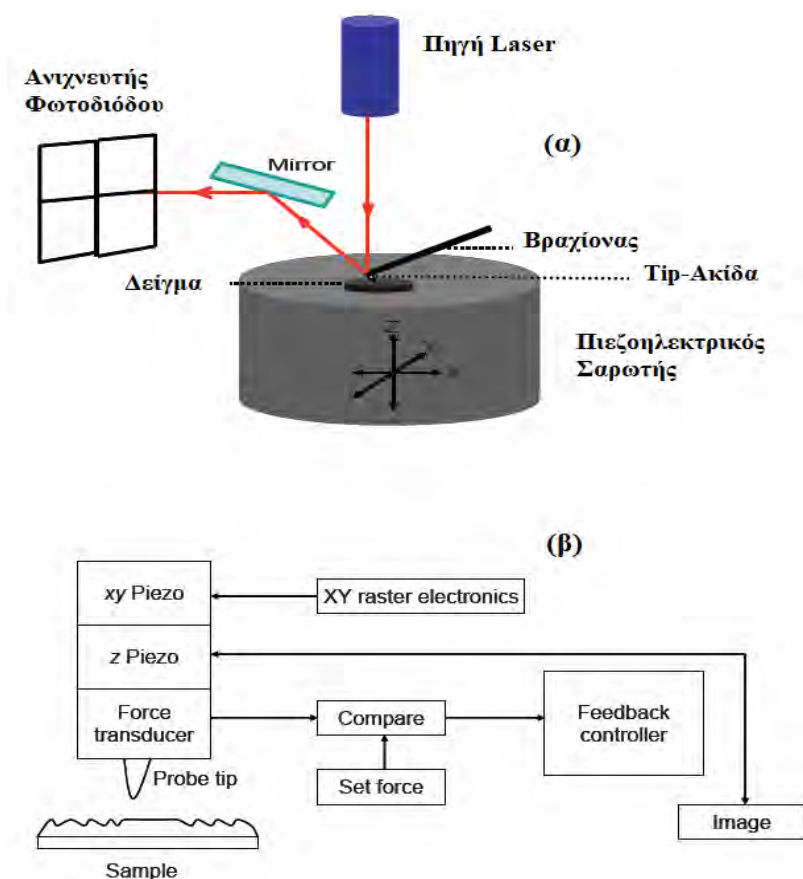 Πηγή Laser
Ανιχνευτής
Φωτοδιόδου
(α)
Mirror
Βραχίονας
Tip-Ακίδα
Δείγμα
Z
Y
X
Πιεζοηλεκτρικός
Σαρωτής
(β)
xy Piezo
XY raster electronics
z Piezo
Force
transducer
Compare
Feedback
controller
Probe tip
Set force
Image
Sample